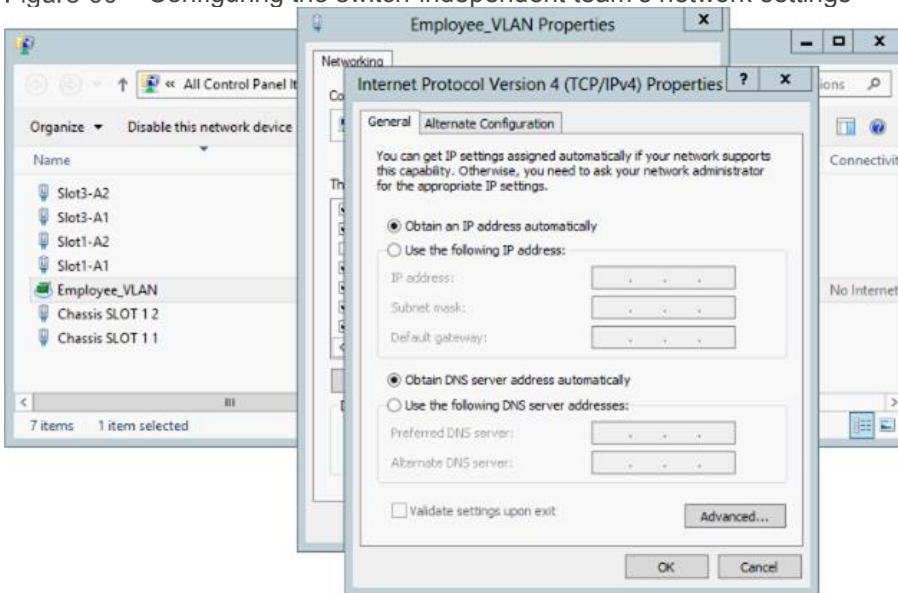 Configuring the switch independent team's network settings
Employee_VLAN Properties
x
Networking
Internet Protocol Version 4 (TCP/IPv4) Properties
?
x
« All Control Panel It
Organize
Disable this network device
Name
Connectivit
Slot3-A2
Slot3-A1
Slot1-A2
Slot1-A1
Employee_VLAN
No Internet
Chassis SLOT 1 2
Chassis SLOT 1 1
7 items
1 item selected
General
Alternate Configuration
You can get IP settings assigned automatically if your network supports
this capability. Otherwise, you need to ask your network administrator
for the appropriate IP settings.
Obtain an IP address automatically
Use the following IP address:
IP address:
Subnet mask:
Default gateway:
Obtain DNS server address automatically
Use the following DNS server addresses:
Preferred DNS server:
Alternate DNS server:
Validate settings upon exit
Advanced...
OK
Cancel